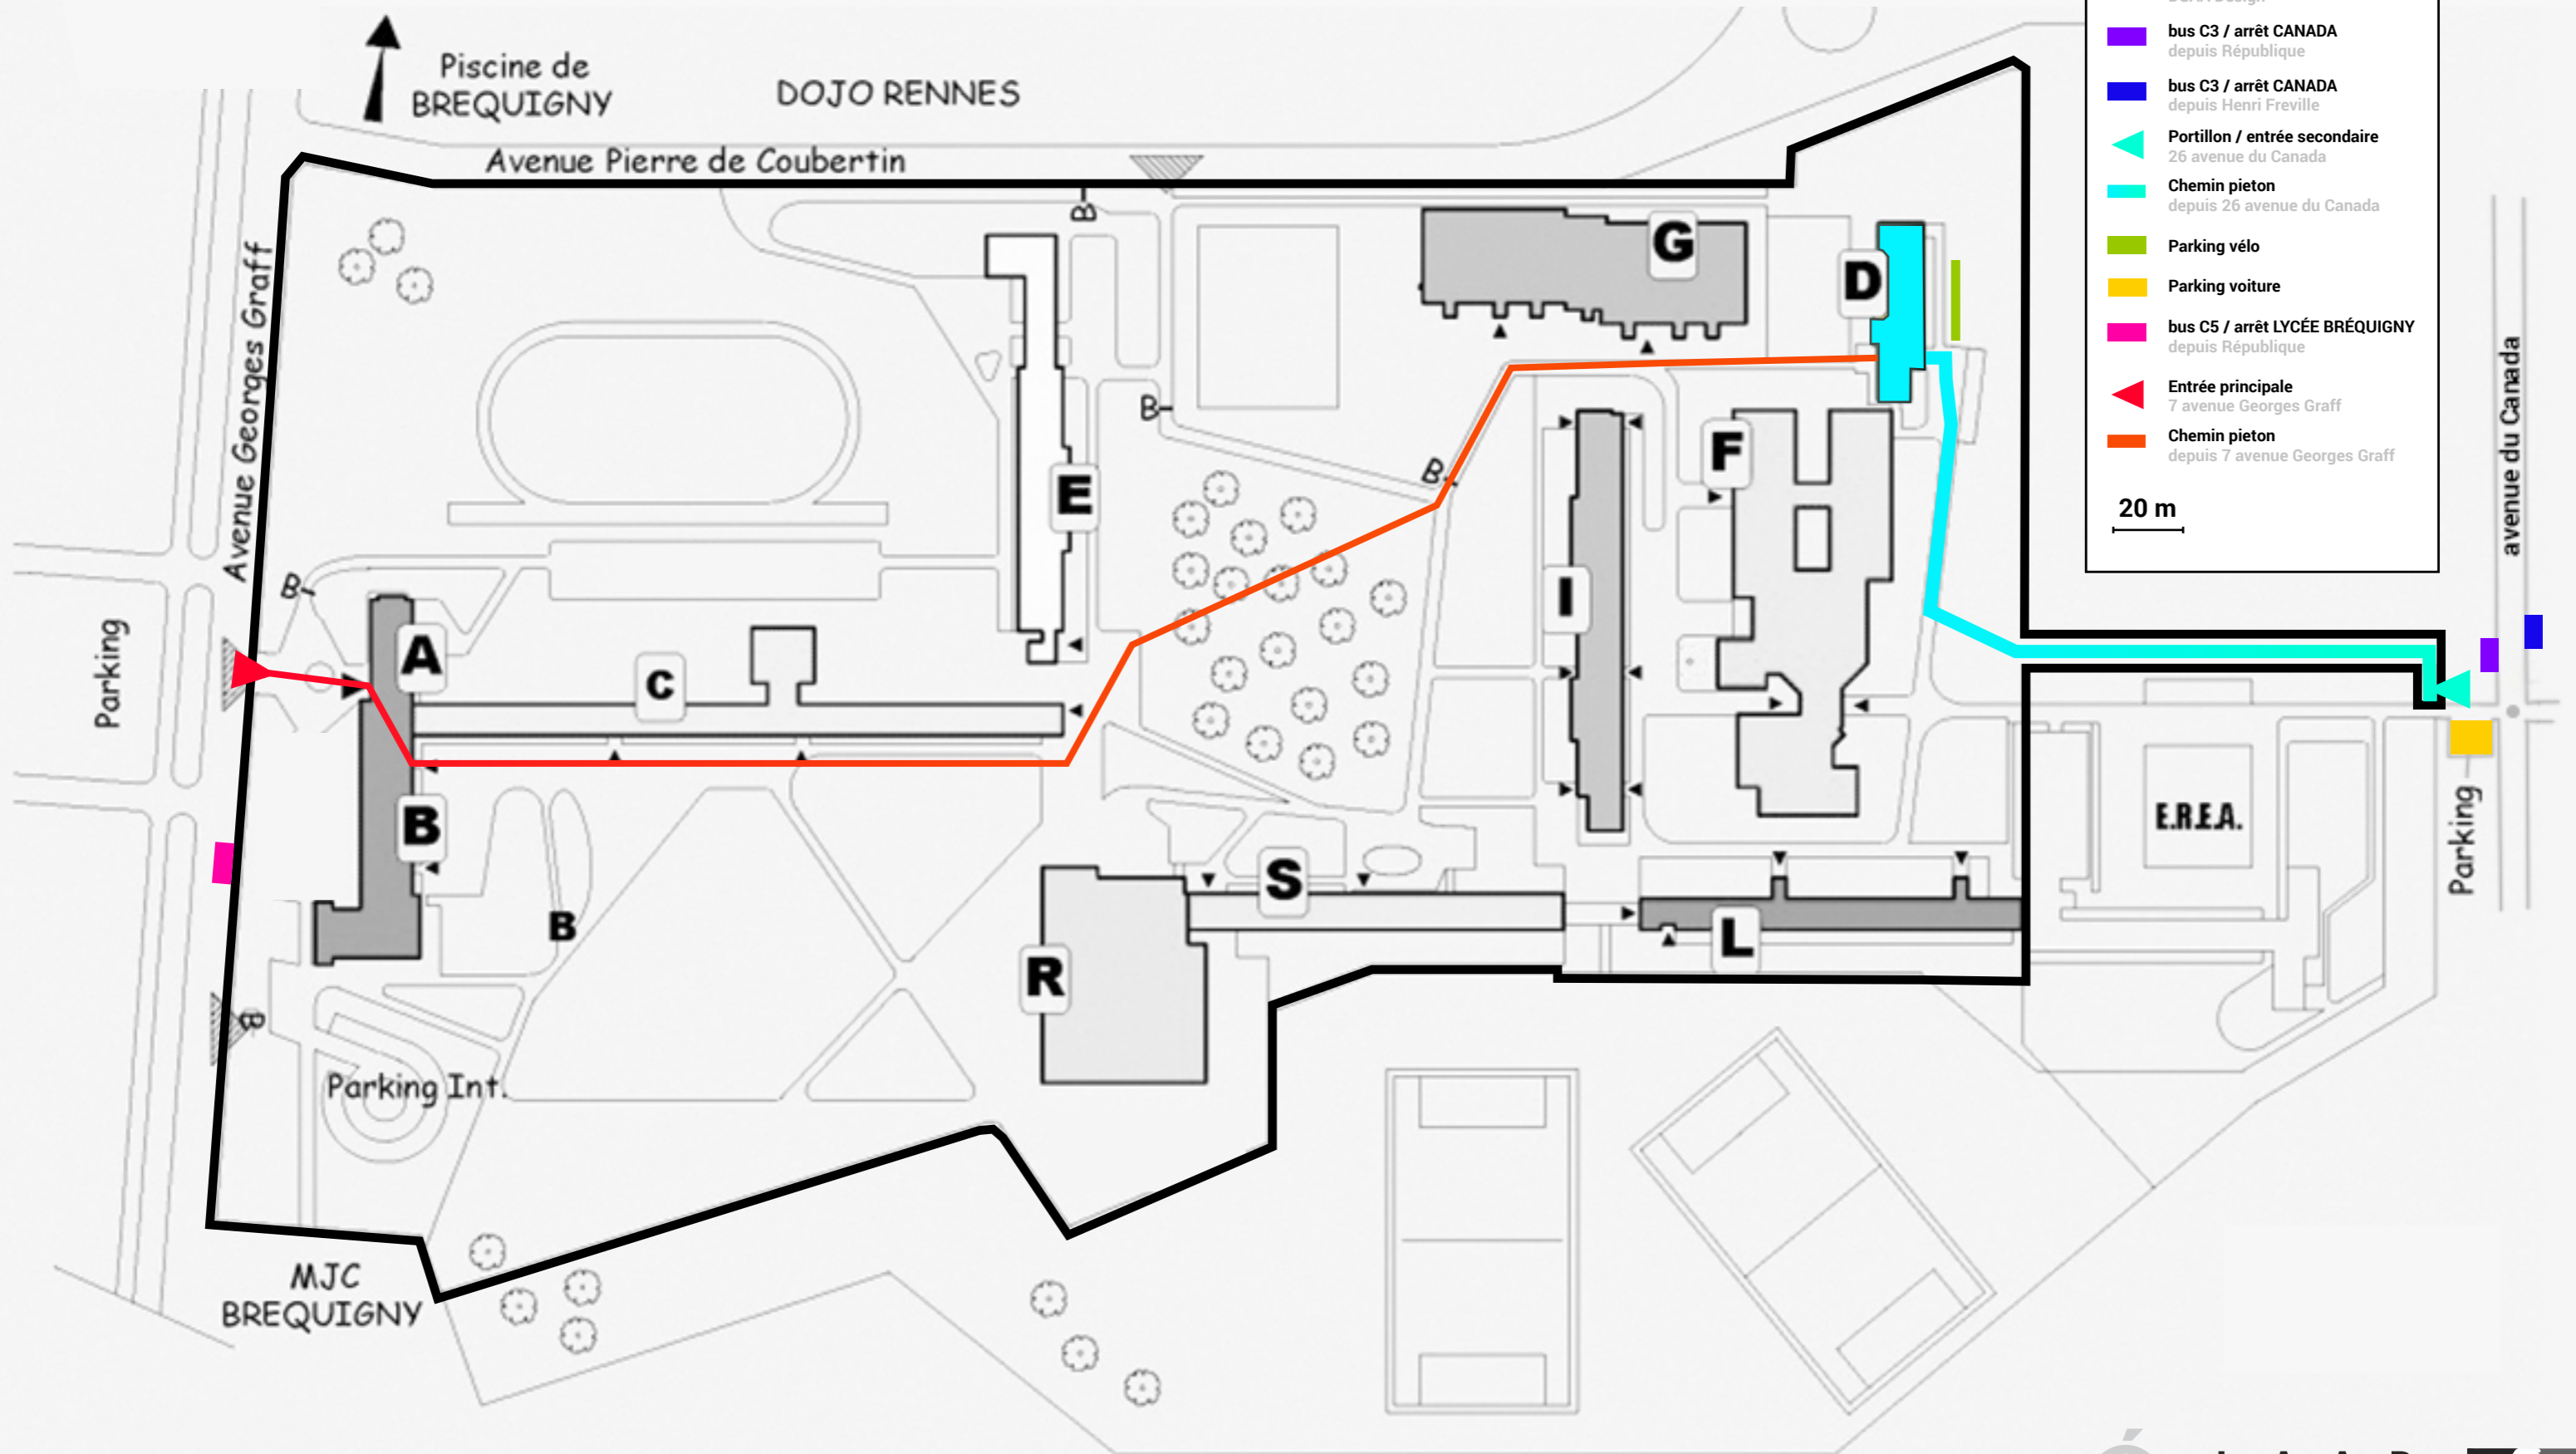 Piscine de
BREQUIGNY
DOJO RENNES
Avenue Pierre de Coubertin
Avenue Georges Graff
Parking
B
B
B
B
A
C
E
G
D
F
I
B
B
S
R
L
B
Parking Int.
MJC
BREQUIGNY
E.R.E.A.
Parking
avenue du Canada
bus C3 / arrêt CANADA
depuis République
bus C3 / arrêt CANADA
depuis Henri Freville
Portillon / entrée secondaire
26 avenue du Canada
Chemin pieton
depuis 26 avenue du Canada
Parking vélo
Parking voiture
bus C5 / arrêt LYCÉE BRÉQUIGNY
depuis République
Entrée principale
7 avenue Georges Graff
Chemin pieton
depuis 7 avenue Georges Graff
20 m